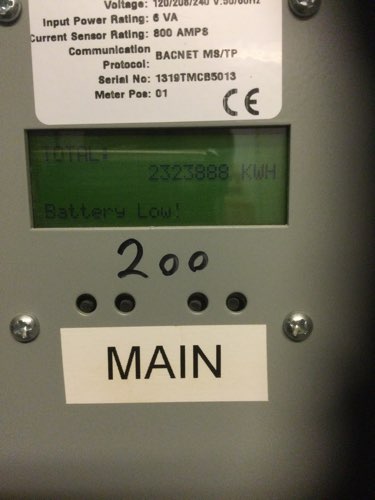 Voltage: 120/208/240 V.50/60Hz
Input Power Rating: 6 VA
Current Sensor Rating: 800 AMPS
Communication
Protocol: BACNET MS/TP
Serial No: 1319TMCB5013
Meter Pos: 01
CE
TOTAL:
2323888 KWH
Battery Low!
200
MAIN